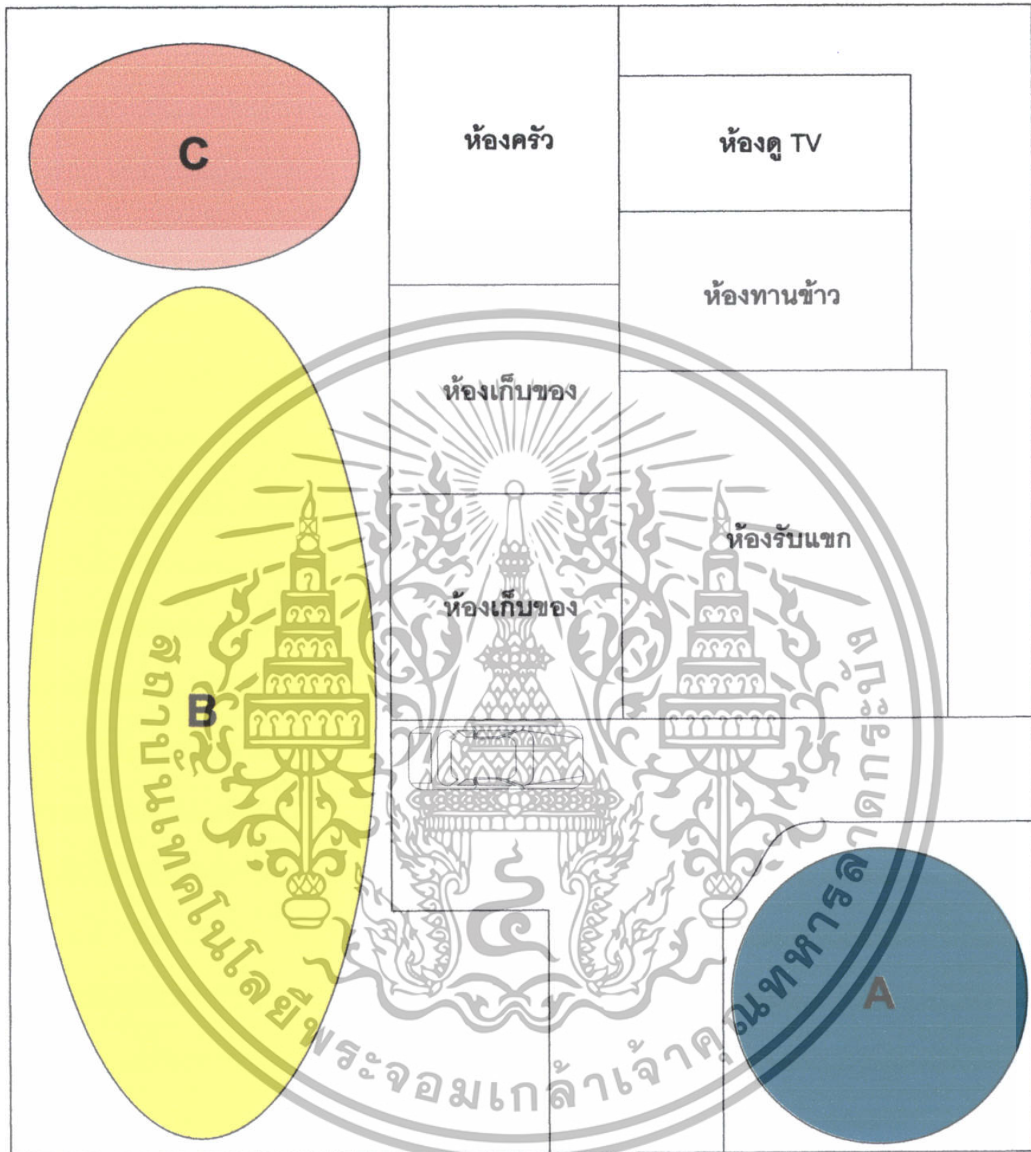 C
ห้องครัว
ห้องดู TV
ห้องทานข้าว
ห้องเก็บของ
ห้องรับแขก
ห้องเก็บของ
B
A
สถาบันเทคโนโลยีพระจอมเกล้าเจ้าคุณทหารลาดกระบัง